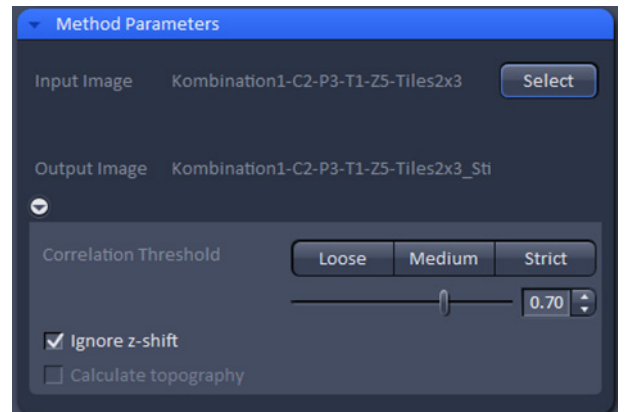 Method Parameters
Input Image Kombination1-C2-P3-T1-Z5-Tiles2x3 Select
Output Image Kombination1-C2-P3-T1-Z5-Tiles2x3_Sti
Correlation Threshold Loose Medium Strict
0.70
Ignore z-shift
Calculate topography